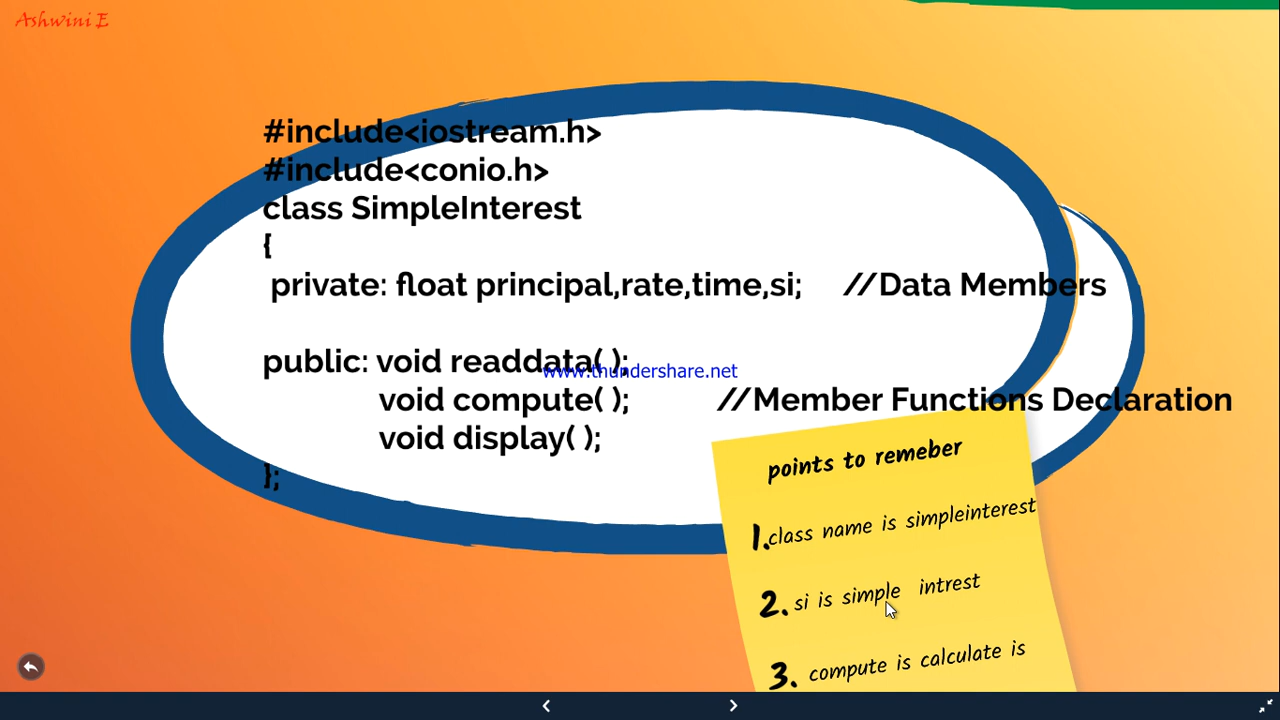 Ashwini E
#include<iostream.h>
#include<conio.h>
class SimpleInterest
{
private: float principal,rate,time,si; //Data Members
public: void readdata( );
www.thundershare.net
void compute( ); //Member Functions Declaration
void display( );
};
points to remeber
1.class name is simpleinterest
2. si is simple intrest
3. compute is calculate is